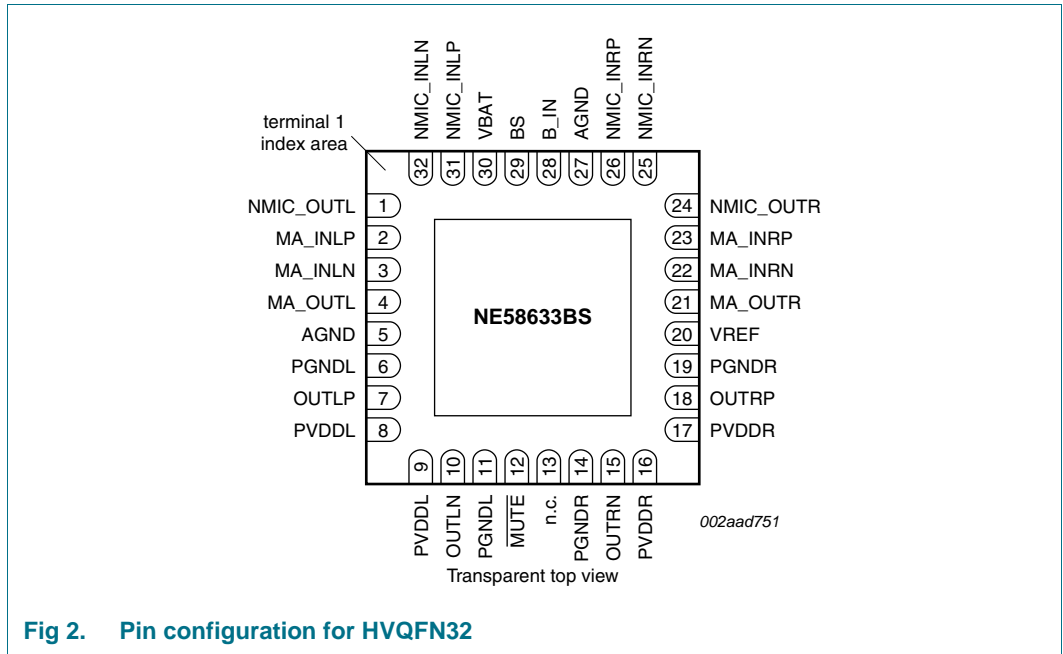 NMIC_INLN
NMIC_INLP
VBAT
BS
B_IN
AGND
NMIC_INRP
NMIC_INRN
terminal 1
index area
32
31
30
29
28
27
26
25
NMIC_OUTL 1
24 NMIC_OUTR
MA_INLP 2
23 MA_INRP
MA_INLN 3
22 MA_INRN
MA_OUTL 4
21 MA_OUTR
NE58633BS
AGND 5
20 VREF
PGNDL 6
19 PGNDR
OUTLP 7
18 OUTRP
PVDDL 8
17 PVDDR
9
10
11
12
13
14
15
16
PVDDL
OUTLN
PGNDL
MUTE
n.c.
PGNDR
OUTRN
PVDDR
002aad751
Transparent top view
Fig 2. Pin configuration for HVQFN32